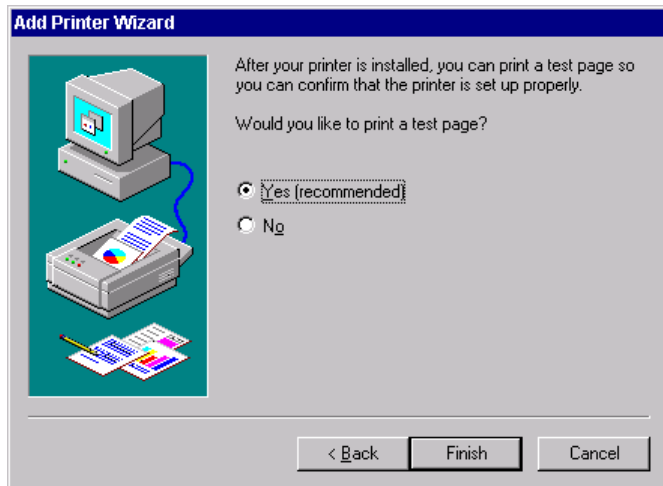 Add Printer Wizard
After your printer is installed, you can print a test page so
you can confirm that the printer is set up properly.
Would you like to print a test page?
Yes (recommended)
No
< Back
Finish
Cancel